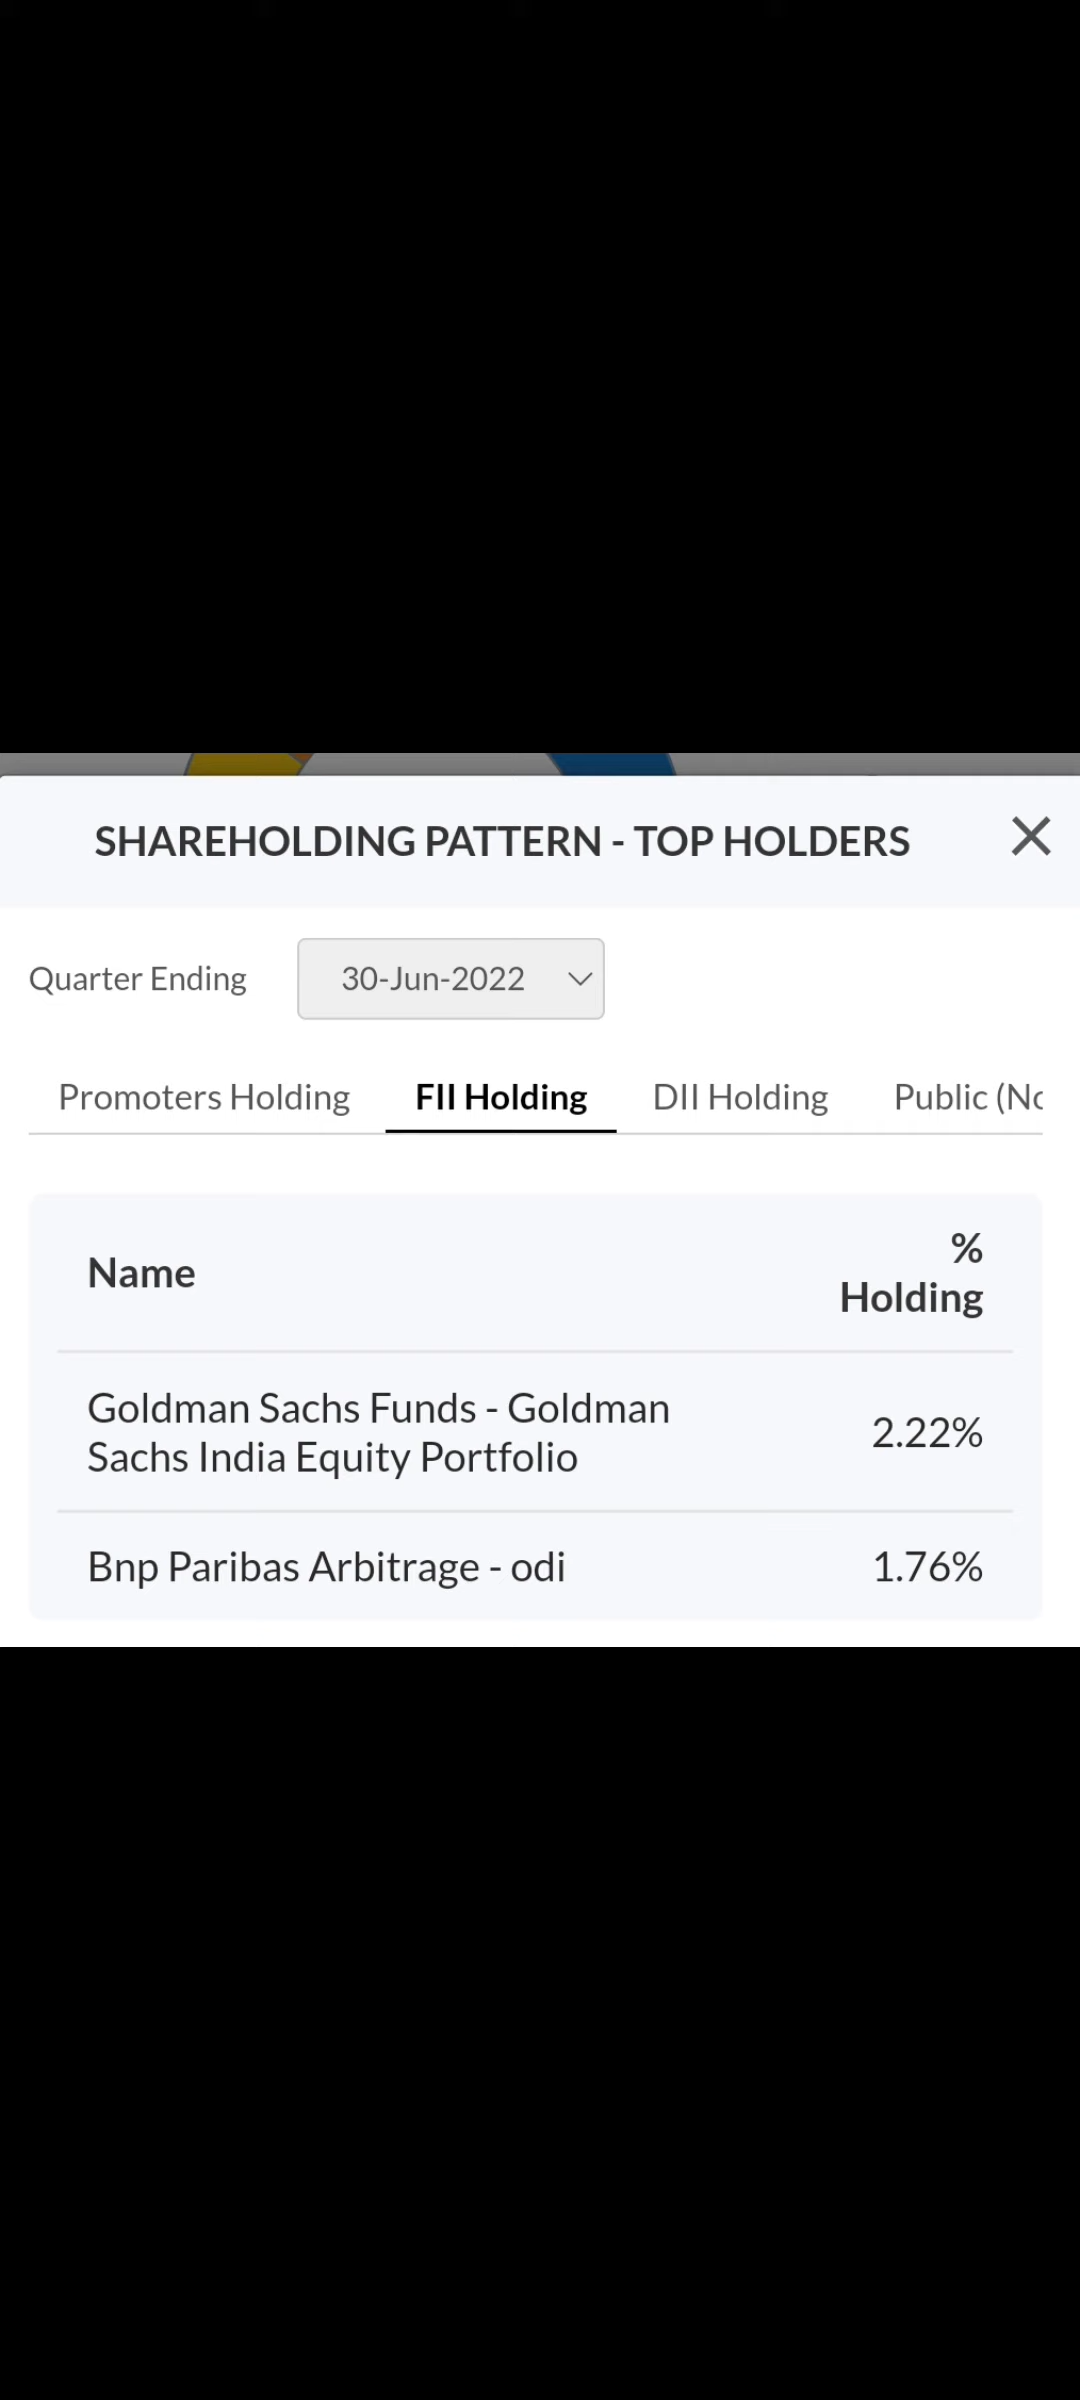 SHAREHOLDING PATTERN - TOP HOLDERS
Quarter Ending 30-Jun-2022
Promoters Holding FII Holding DII Holding Public (No
Name % Holding
Goldman Sachs Funds - Goldman
Sachs India Equity Portfolio 2.22%
Bnp Paribas Arbitrage - odi 1.76%